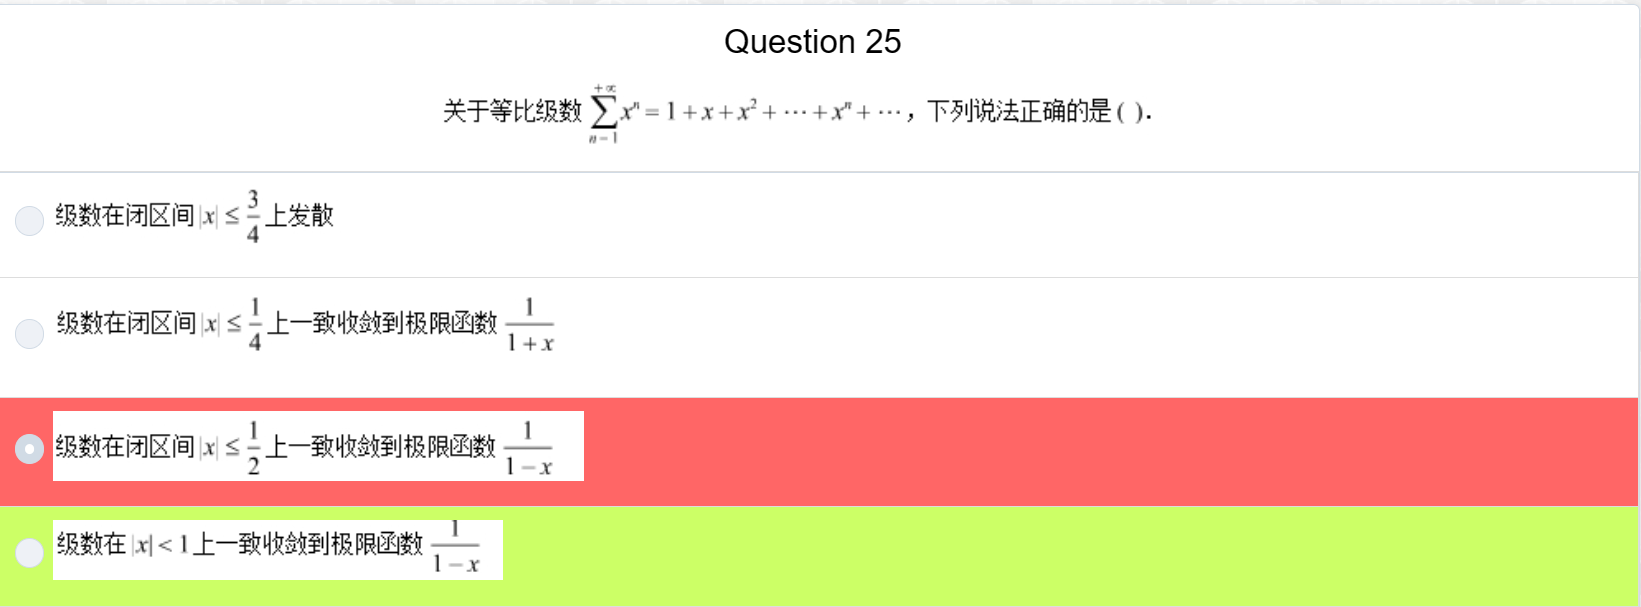 Question 25
关于等比级数 $\sum_{n=1}^{+\infty} x^n = 1 + x + x^2 + \cdots + x^n + \cdots$，下列说法正确的是 ( ).
级数在闭区间 $|x| \le \frac{3}{4}$ 上发散
级数在闭区间 $|x| \le \frac{1}{4}$ 上一致收敛到极限函数 $\frac{1}{1+x}$
级数在闭区间 $|x| \le \frac{1}{2}$ 上一致收敛到极限函数 $\frac{1}{1-x}$
级数在 $|x| < 1$ 上一致收敛到极限函数 $\frac{1}{1-x}$